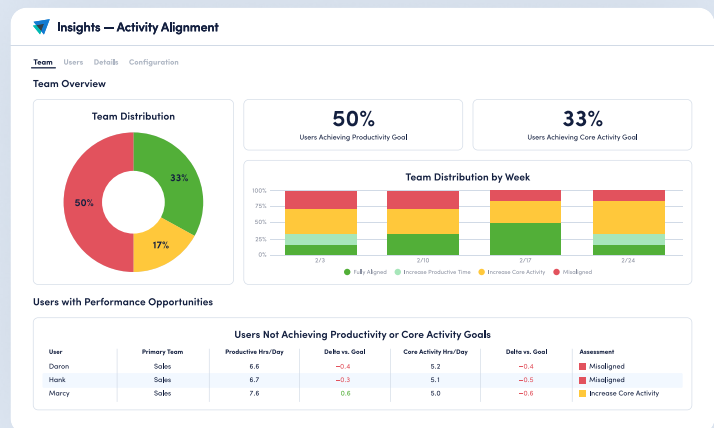 Insights — Activity Alignment
Team Users Details Configuration
Team Overview
Team Distribution
33%
50%
17%
50%
Users Achieving Productivity Goal
33%
Users Achieving Core Activity Goal
Team Distribution by Week
100%
75%
50%
25%
0%
2/3 2/10 2/17 2/24
Fully Aligned Increase Productive Time Increase Core Activity Misaligned
Users with Performance Opportunities
Users Not Achieving Productivity or Core Activity Goals
User Primary Team Productive Hrs/Day Delta vs. Goal Core Activity Hrs/Day Delta vs. Goal Assessment
Daron Sales 6.6 −0.4 5.2 −0.4 Misaligned
Hank Sales 6.7 −0.3 5.1 −0.5 Misaligned
Marcy Sales 7.6 0.6 5.0 −0.6 Increase Core Activity